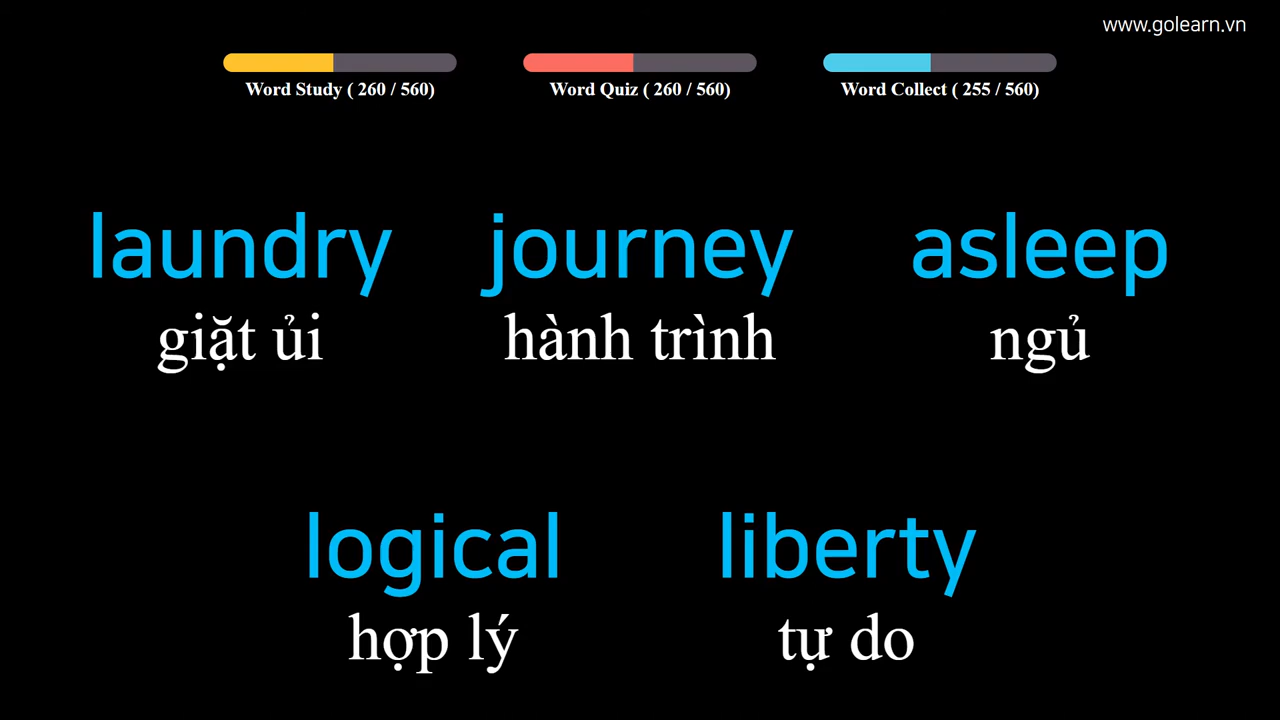 www.golearn.vn
Word Study ( 260 / 560)
Word Quiz ( 260 / 560)
Word Collect ( 255 / 560)
laundry
giặt ủi
journey
hành trình
asleep
ngủ
logical
hợp lý
liberty
tự do